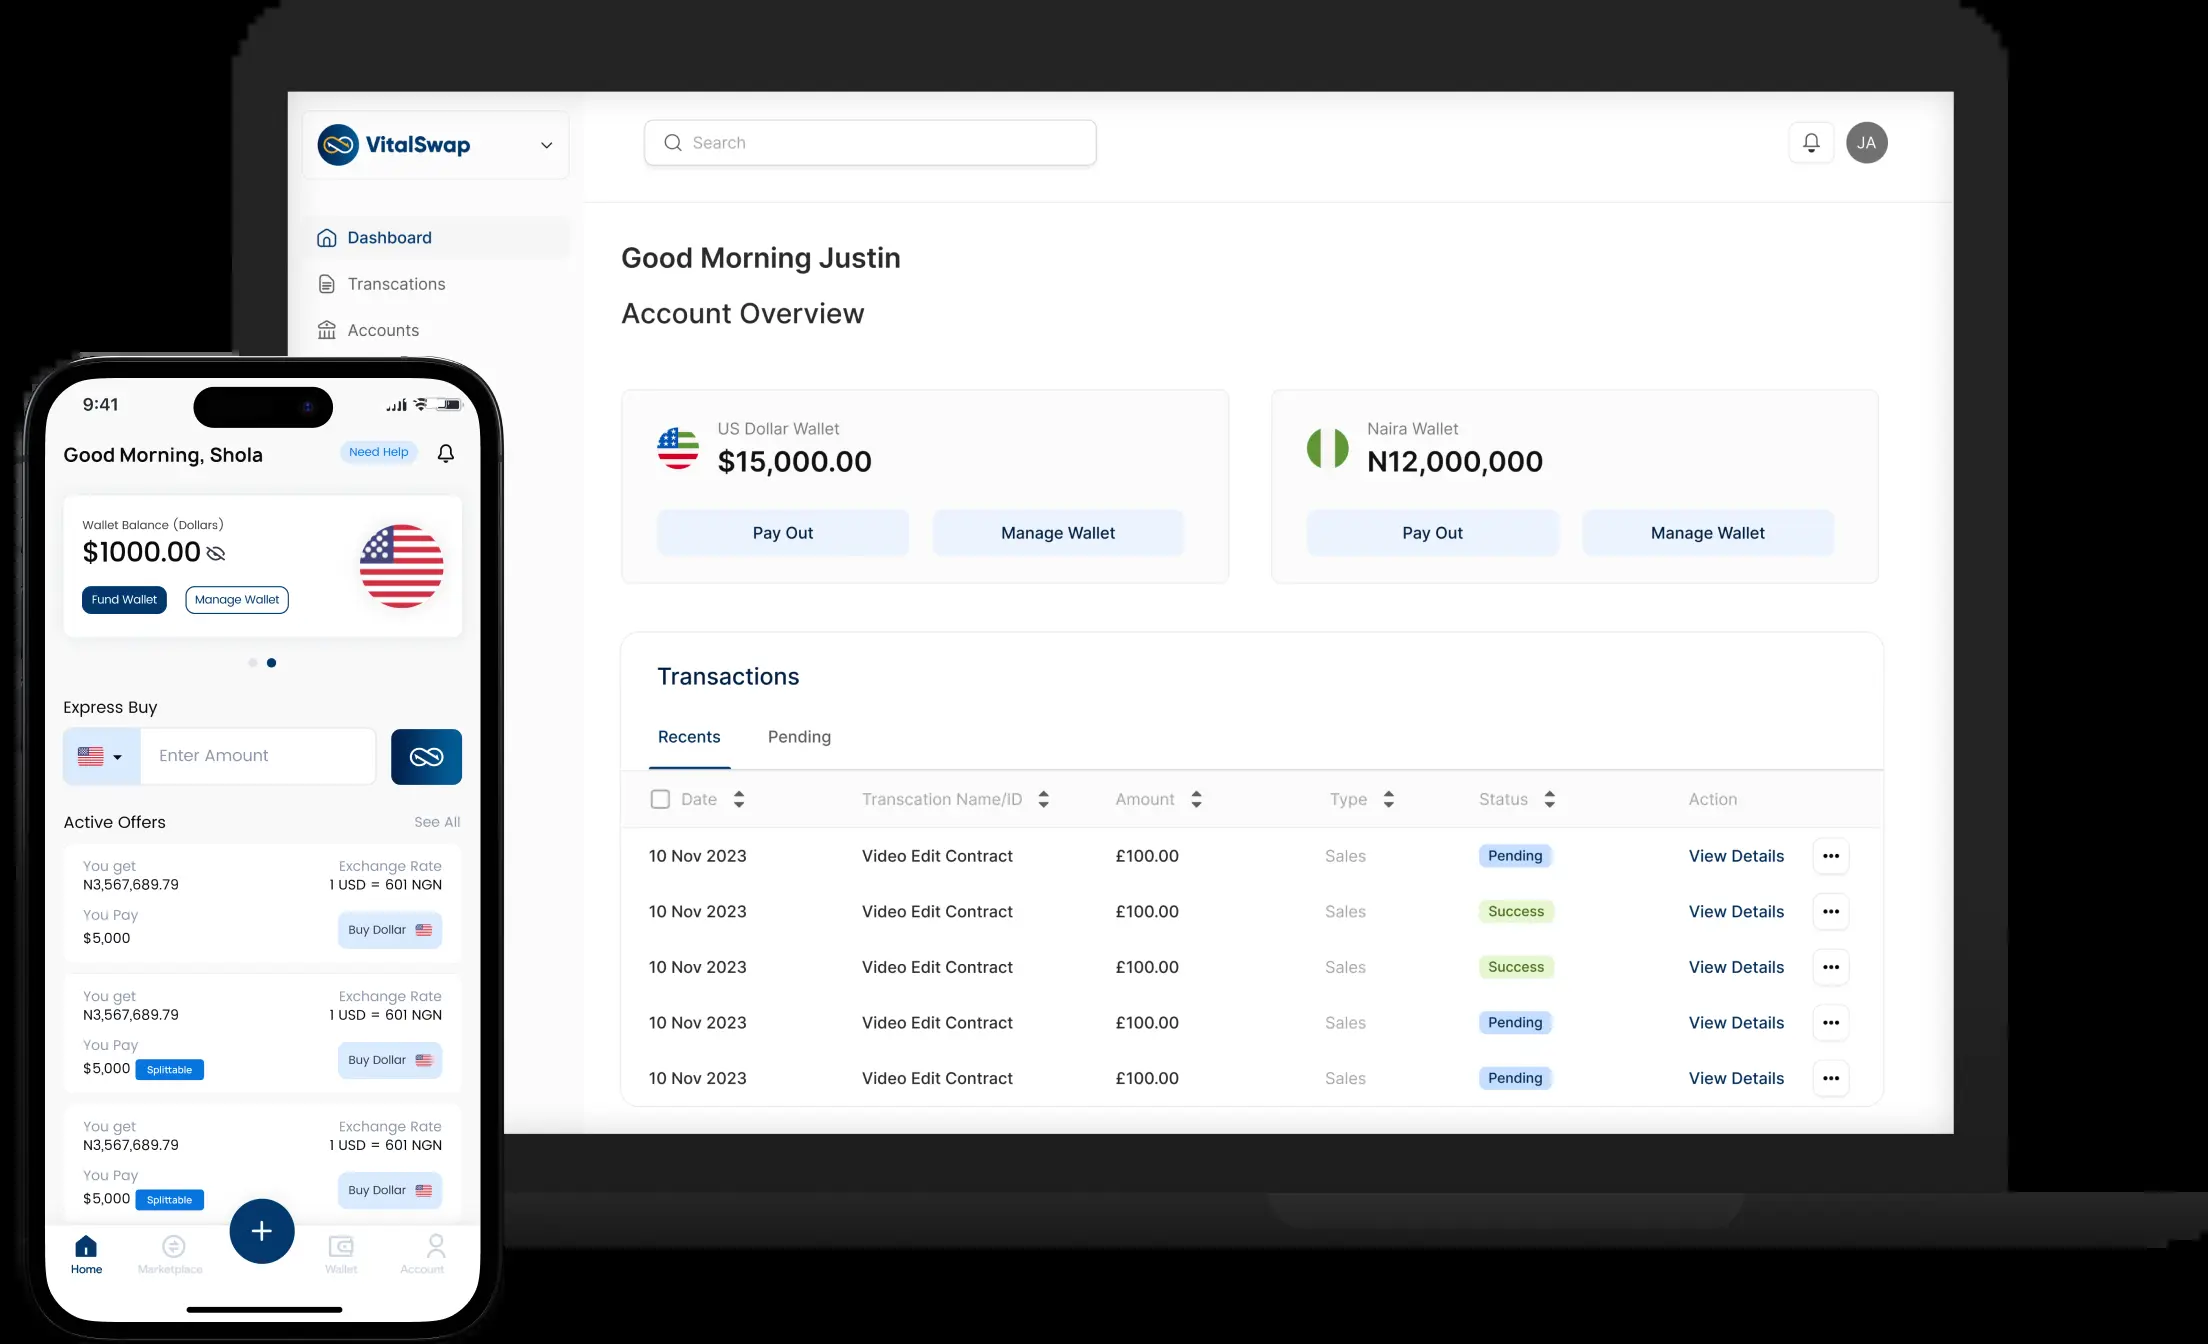 VitalSwap
Search
JA
Dashboard
Transcations
Accounts
Good Morning Justin
Account Overview
US Dollar Wallet
$15,000.00
Pay Out
Manage Wallet
Naira Wallet
N12,000,000
Pay Out
Manage Wallet
Transactions
Recents Pending
Date Transcation Name/ID Amount Type Status Action
10 Nov 2023 Video Edit Contract £100.00 Sales Pending View Details
10 Nov 2023 Video Edit Contract £100.00 Sales Success View Details
10 Nov 2023 Video Edit Contract £100.00 Sales Success View Details
10 Nov 2023 Video Edit Contract £100.00 Sales Pending View Details
10 Nov 2023 Video Edit Contract £100.00 Sales Pending View Details
9:41
Good Morning, Shola
Need Help
Wallet Balance (Dollars)
$1000.00
Fund Wallet Manage Wallet
Express Buy
Enter Amount
Active Offers See All
You get Exchange Rate
N3,567,689.79 1 USD = 601 NGN
You Pay
$5,000 Buy Dollar
You get Exchange Rate
N3,567,689.79 1 USD = 601 NGN
You Pay
$5,000 Splittable Buy Dollar
You get Exchange Rate
N3,567,689.79 1 USD = 601 NGN
You Pay
$5,000 Splittable Buy Dollar
Home Marketplace Wallet Account